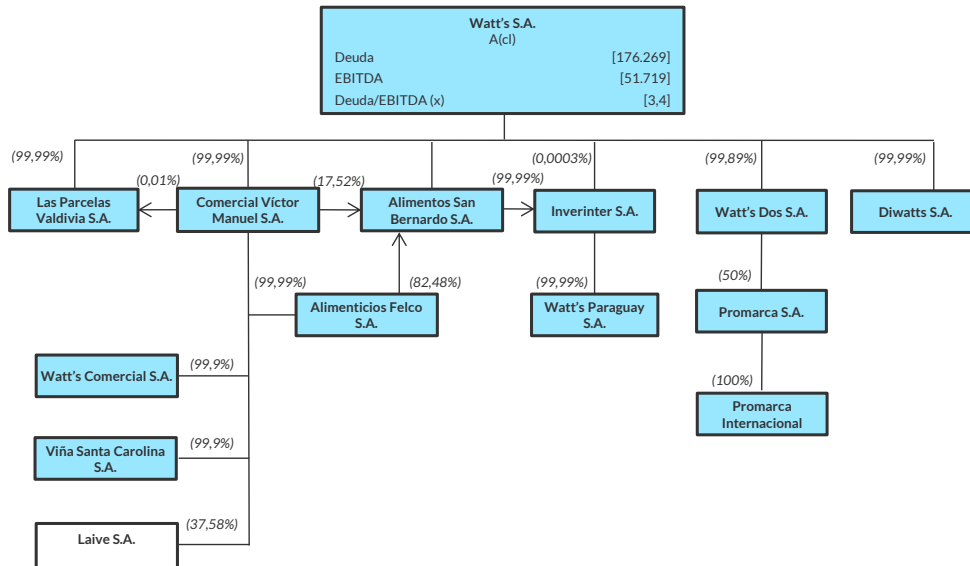 Watt's S.A.
A(cl)
Deuda [176.269]
EBITDA [51.719]
Deuda/EBITDA (x) [3,4]
(99,99%) (99,99%) (0,0003%) (99,89%) (99,99%)
(0,01%) (17,52%) (99,99%)
Las Parcelas
Valdivia S.A.
Comercial Víctor
Manuel S.A.
Alimentos San
Bernardo S.A.
Inverinter S.A.
Watt's Dos S.A.
Diwatts S.A.
(99,99%) (82,48%) (99,99%) (50%)
Alimenticios Felco
S.A.
Watt's Paraguay
S.A.
Promarca S.A.
(99,9%)
Watt's Comercial S.A.
(100%)
Promarca
Internacional
(99,9%)
Viña Santa Carolina
S.A.
(37,58%)
Laive S.A.